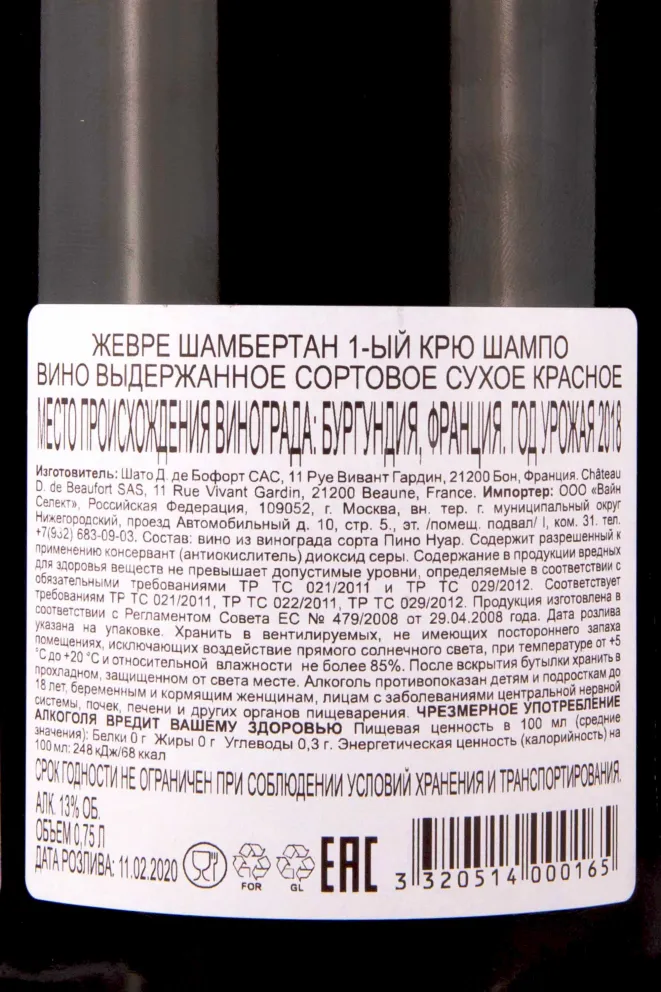 ЖЕВРЕ ШАМБЕРТАН 1-ЫЙ КРЮ ШАМПО
ВИНО ВЫДЕРЖАННОЕ СОРТОВОЕ СУХОЕ КРАСНОЕ
МЕСТО ПРОИСХОЖДЕНИЯ ВИНОГРАДА: БУРГУНДИЯ, ФРАНЦИЯ. ГОД УРОЖАЯ 2018
Изготовитель: Шато Д. де Бофорт САС, 11 Руе Вивант Гардин, 21200 Бон, Франция. Château
D. de Beaufort SAS, 11 Rue Vivant Gardin, 21200 Beaune, France. Импортер: ООО «Вайн
Селект», Российская Федерация, 109052, г. Москва, вн. тер. г. муниципальный округ
Нижегородский, проезд Автомобильный д. 10, стр. 5., эт. /помещ. подвал/ I, ком. 31. тел.
+7(932) 683-09-03. Состав: вино из винограда сорта Пино Нуар. Содержит разрешенный к
применению консервант (антиокислитель) диоксид серы. Содержание в продукции вредных
для здоровья веществ не превышает допустимые уровни, определяемые в соответствии с
обязательными требованиями ТР ТС 021/2011 и ТР ТС 029/2012. Соответствует
требованиям ТР ТС 021/2011, ТР ТС 022/2011, ТР ТС 029/2012. Продукция изготовлена в
соответствии с Регламентом Совета ЕС № 479/2008 от 29.04.2008 года. Дата розлива
указана на упаковке. Хранить в вентилируемых, не имеющих постороннего запаха
помещениях, исключающих воздействие прямого солнечного света, при температуре от +5
°С до +20 °С и относительной влажности не более 85%. После вскрытия бутылки хранить в
прохладном, защищенном от света месте. Алкоголь противопоказан детям и подросткам до
18 лет, беременным и кормящим женщинам, лицам с заболеваниями центральной нервной
системы, почек, печени и других органов пищеварения. ЧРЕЗМЕРНОЕ УПОТРЕБЛЕНИЕ
АЛКОГОЛЯ ВРЕДИТ ВАШЕМУ ЗДОРОВЬЮ Пищевая ценность в 100 мл (средние
значения): Белки 0 г Жиры 0 г Углеводы 0,3 г. Энергетическая ценность (калорийность) на
100 мл: 248 кДж/68 ккал
СРОК ГОДНОСТИ НЕ ОГРАНИЧЕН ПРИ СОБЛЮДЕНИИ УСЛОВИЙ ХРАНЕНИЯ И ТРАНСПОРТИРОВАНИЯ.
АЛК. 13% ОБ.
ОБЪЕМ 0,75 Л
ДАТА РОЗЛИВА: 11.02.2020
FOR
GL
EAC
3 320514 000165